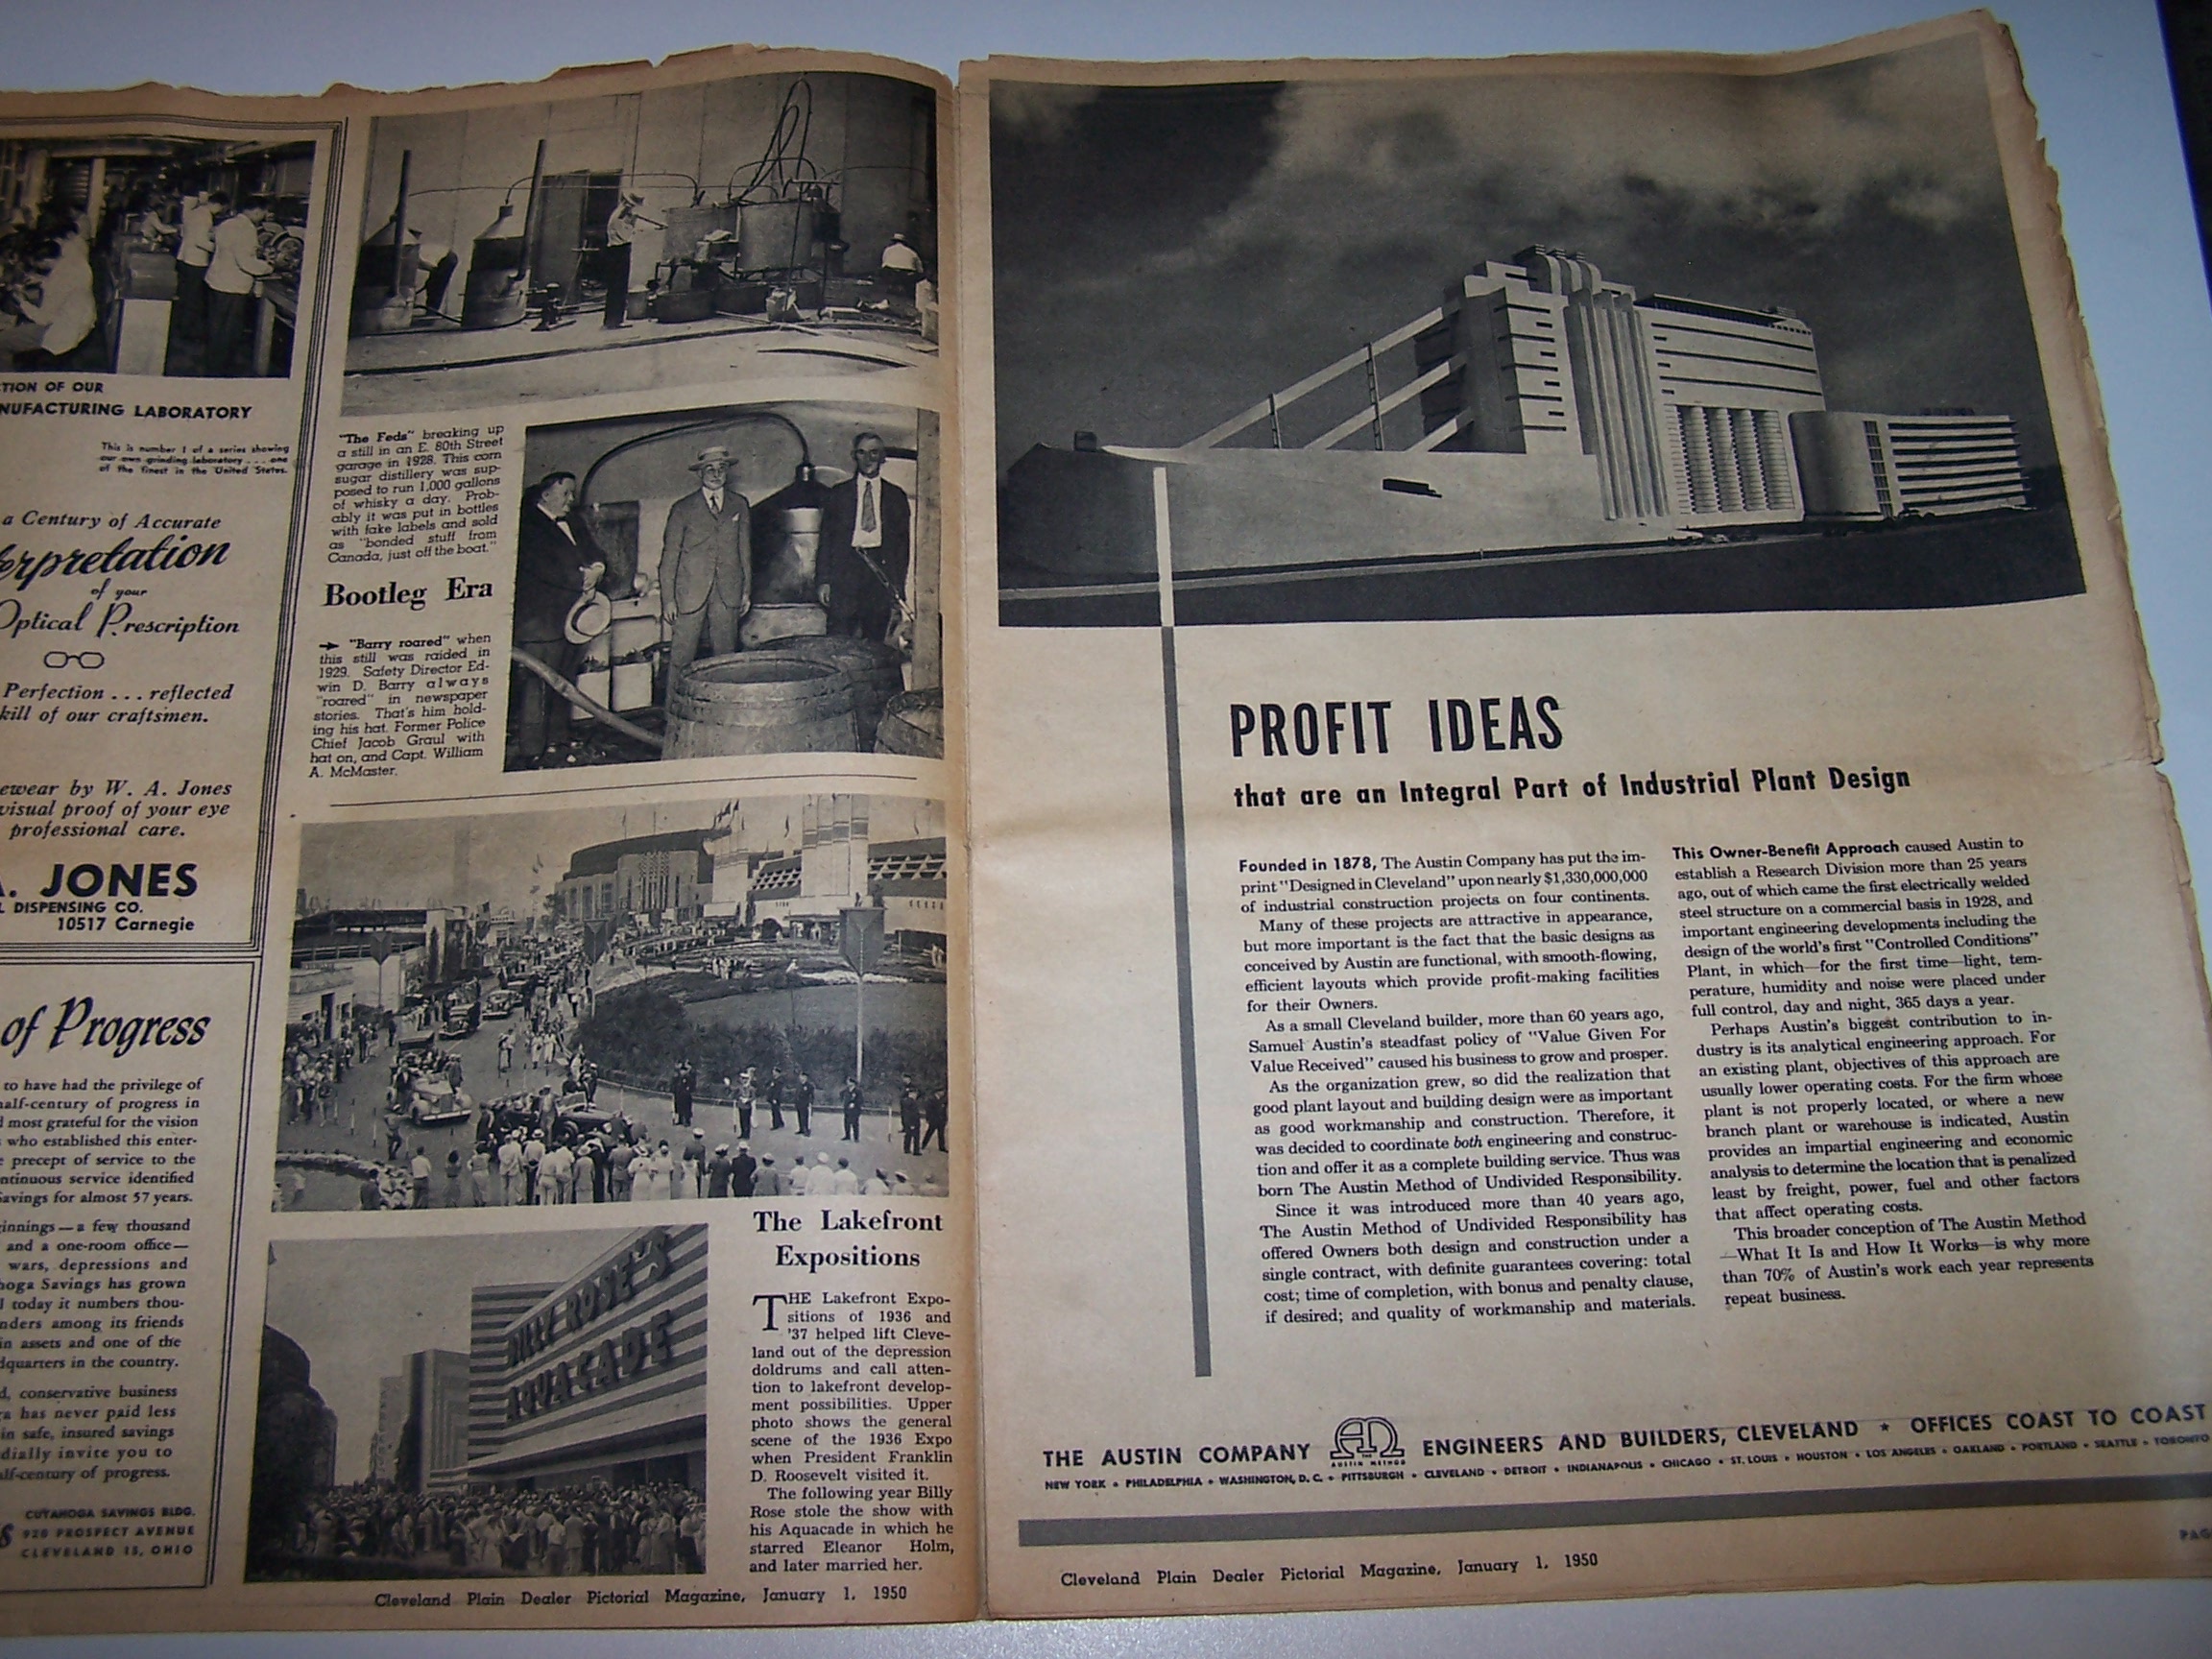 TION OF OUR
NUFACTURING LABORATORY
This is number 1 of a series showing
our own grinding laboratory . . . one
of the finest in the United States.
a Century of Accurate
erpretation
of your
Optical Prescription
Perfection . . . reflected
kill of our craftsmen.
ewear by W. A. Jones
visual proof of your eye
professional care.
. JONES
L DISPENSING CO.
10517 Carnegie
of Progress
to have had the privilege of
half-century of progress in
d most grateful for the vision
who established this enter-
e precept of service to the
ntinuous service identified
Savings for almost 57 years.
ginnings — a few thousand
and a one-room office —
wars, depressions and
hoga Savings has grown
d today it numbers thou-
nders among its friends
in assets and one of the
dquarters in the country.
d, conservative business
ga has never paid less
in safe, insured savings
dially invite you to
alf-century of progress.
S
CUYAHOGA SAVINGS BLDG.
920 PROSPECT AVENUE
CLEVELAND 15, OHIO
"The Feds" breaking up
a still in an E. 80th Street
garage in 1928. This corn
sugar distillery was sup-
posed to run 1,000 gallons
of whisky a day. Prob-
ably it was put in bottles
with fake labels and sold
as "bonded stuff from
Canada, just off the boat."
Bootleg Era
"Barry roared" when
this still was raided in
1929. Safety Director Ed-
win D. Barry always
"roared" in newspaper
stories. That's him hold-
ing his hat. Former Police
Chief Jacob Graul with
hat on, and Capt. William
A. McMaster.
BILLY ROSE'S
AQUACADE
The Lakefront
Expositions
THE Lakefront Expo-
sitions of 1936 and
'37 helped lift Cleve-
land out of the depression
doldrums and call atten-
tion to lakefront develop-
ment possibilities. Upper
photo shows the general
scene of the 1936 Expo
when President Franklin
D. Roosevelt visited it.
The following year Billy
Rose stole the show with
his Aquacade in which he
starred Eleanor Holm,
and later married her.
Cleveland Plain Dealer Pictorial Magazine, January 1, 1950
PROFIT IDEAS
that are an Integral Part of Industrial Plant Design
Founded in 1878, The Austin Company has put the im-
print "Designed in Cleveland" upon nearly $1,330,000,000
of industrial construction projects on four continents.
Many of these projects are attractive in appearance,
but more important is the fact that the basic designs as
conceived by Austin are functional, with smooth-flowing,
efficient layouts which provide profit-making facilities
for their Owners.
As a small Cleveland builder, more than 60 years ago,
Samuel Austin's steadfast policy of "Value Given For
Value Received" caused his business to grow and prosper.
As the organization grew, so did the realization that
good plant layout and building design were as important
as good workmanship and construction. Therefore, it
was decided to coordinate both engineering and construc-
tion and offer it as a complete building service. Thus was
born The Austin Method of Undivided Responsibility.
Since it was introduced more than 40 years ago,
The Austin Method of Undivided Responsibility has
offered Owners both design and construction under a
single contract, with definite guarantees covering: total
cost; time of completion, with bonus and penalty clause,
if desired; and quality of workmanship and materials.
This Owner-Benefit Approach caused Austin to
establish a Research Division more than 25 years
ago, out of which came the first electrically welded
steel structure on a commercial basis in 1928, and
important engineering developments including the
design of the world's first "Controlled Conditions"
Plant, in which—for the first time—light, tem-
perature, humidity and noise were placed under
full control, day and night, 365 days a year.
Perhaps Austin's biggest contribution to in-
dustry is its analytical engineering approach. For
an existing plant, objectives of this approach are
usually lower operating costs. For the firm whose
plant is not properly located, or where a new
branch plant or warehouse is indicated, Austin
provides an impartial engineering and economic
analysis to determine the location that is penalized
least by freight, power, fuel and other factors
that affect operating costs.
This broader conception of The Austin Method
—What It Is and How It Works—is why more
than 70% of Austin's work each year represents
repeat business.
THE AUSTIN COMPANY THE AUSTIN METHOD ENGINEERS AND BUILDERS, CLEVELAND ★ OFFICES COAST TO COAST
NEW YORK • PHILADELPHIA • WASHINGTON, D. C. • PITTSBURGH • CLEVELAND • DETROIT • INDIANAPOLIS • CHICAGO • ST. LOUIS • HOUSTON • LOS ANGELES • OAKLAND • PORTLAND • SEATTLE • TORONTO
PAG
Cleveland Plain Dealer Pictorial Magazine, January 1, 1950